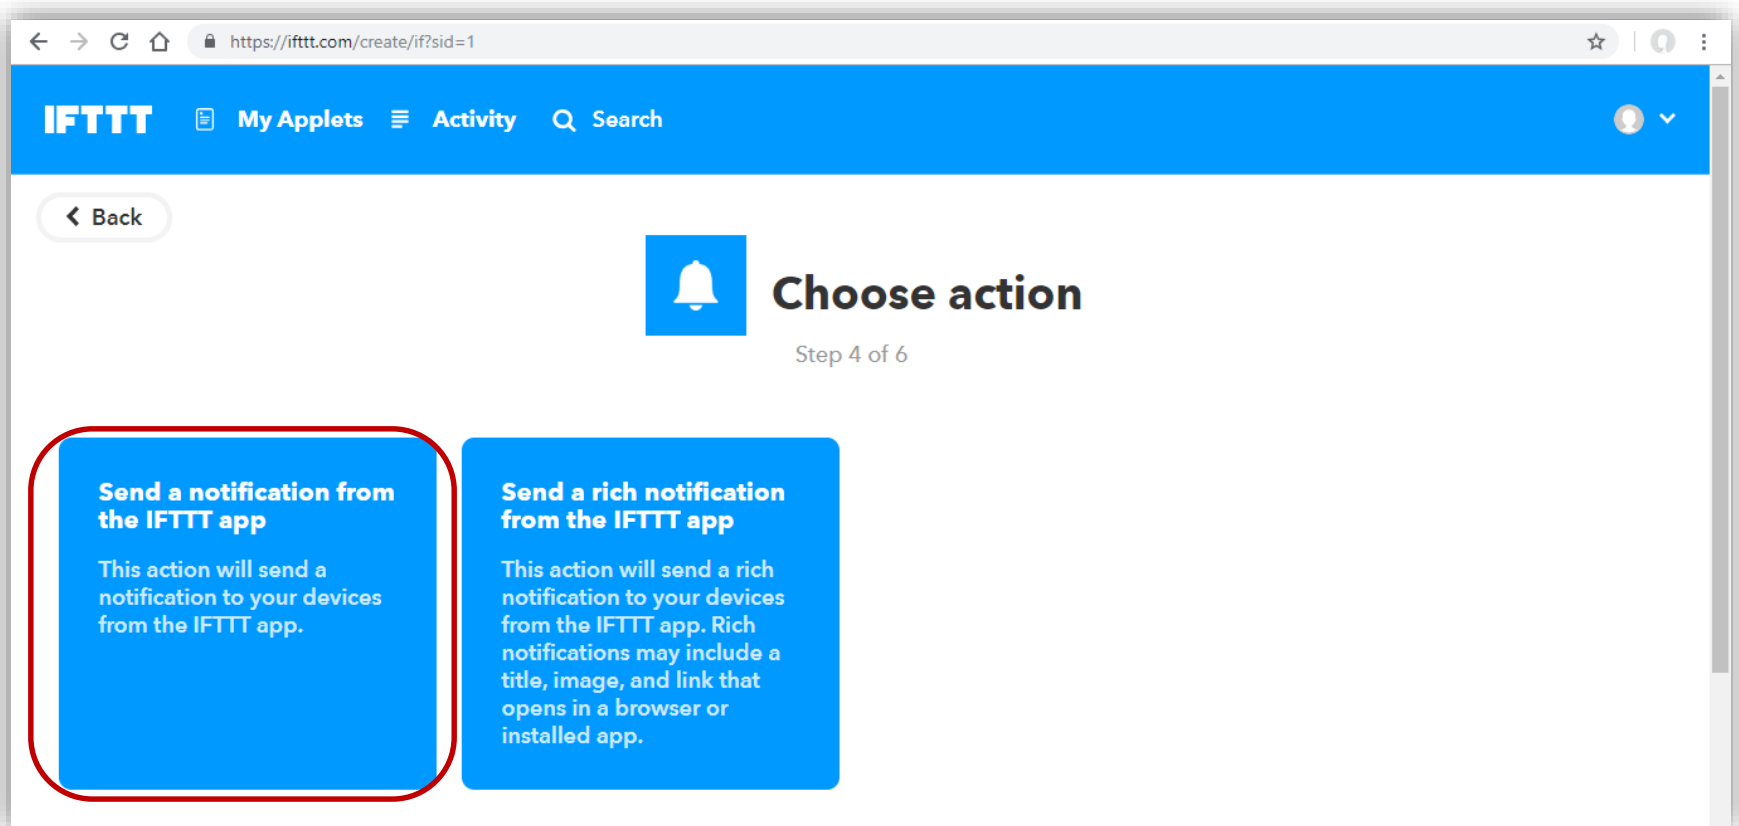 https://ifttt.com/create/if?sid=1
IFTTT My Applets Activity Search
Back
Choose action
Step 4 of 6
Send a notification from
the IFTTT app
This action will send a
notification to your devices
from the IFTTT app.
Send a rich notification
from the IFTTT app
This action will send a rich
notification to your devices
from the IFTTT app. Rich
notifications may include a
title, image, and link that
opens in a browser or
installed app.